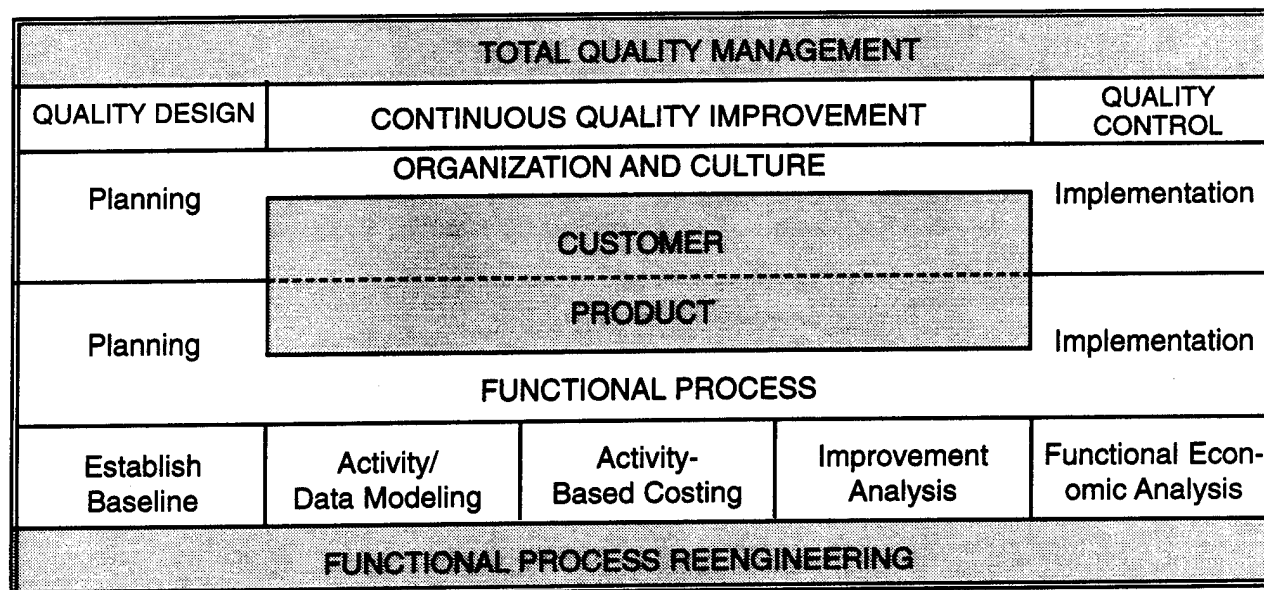 TOTAL QUALITY MANAGEMENT
QUALITY DESIGN
CONTINUOUS QUALITY IMPROVEMENT
QUALITY
CONTROL
ORGANIZATION AND CULTURE
Planning
Implementation
CUSTOMER
PRODUCT
Planning
Implementation
FUNCTIONAL PROCESS
Establish
Baseline
Activity/
Data Modeling
Activity-
Based Costing
Improvement
Analysis
Functional Econ-
omic Analysis
FUNCTIONAL PROCESS REENGINEERING